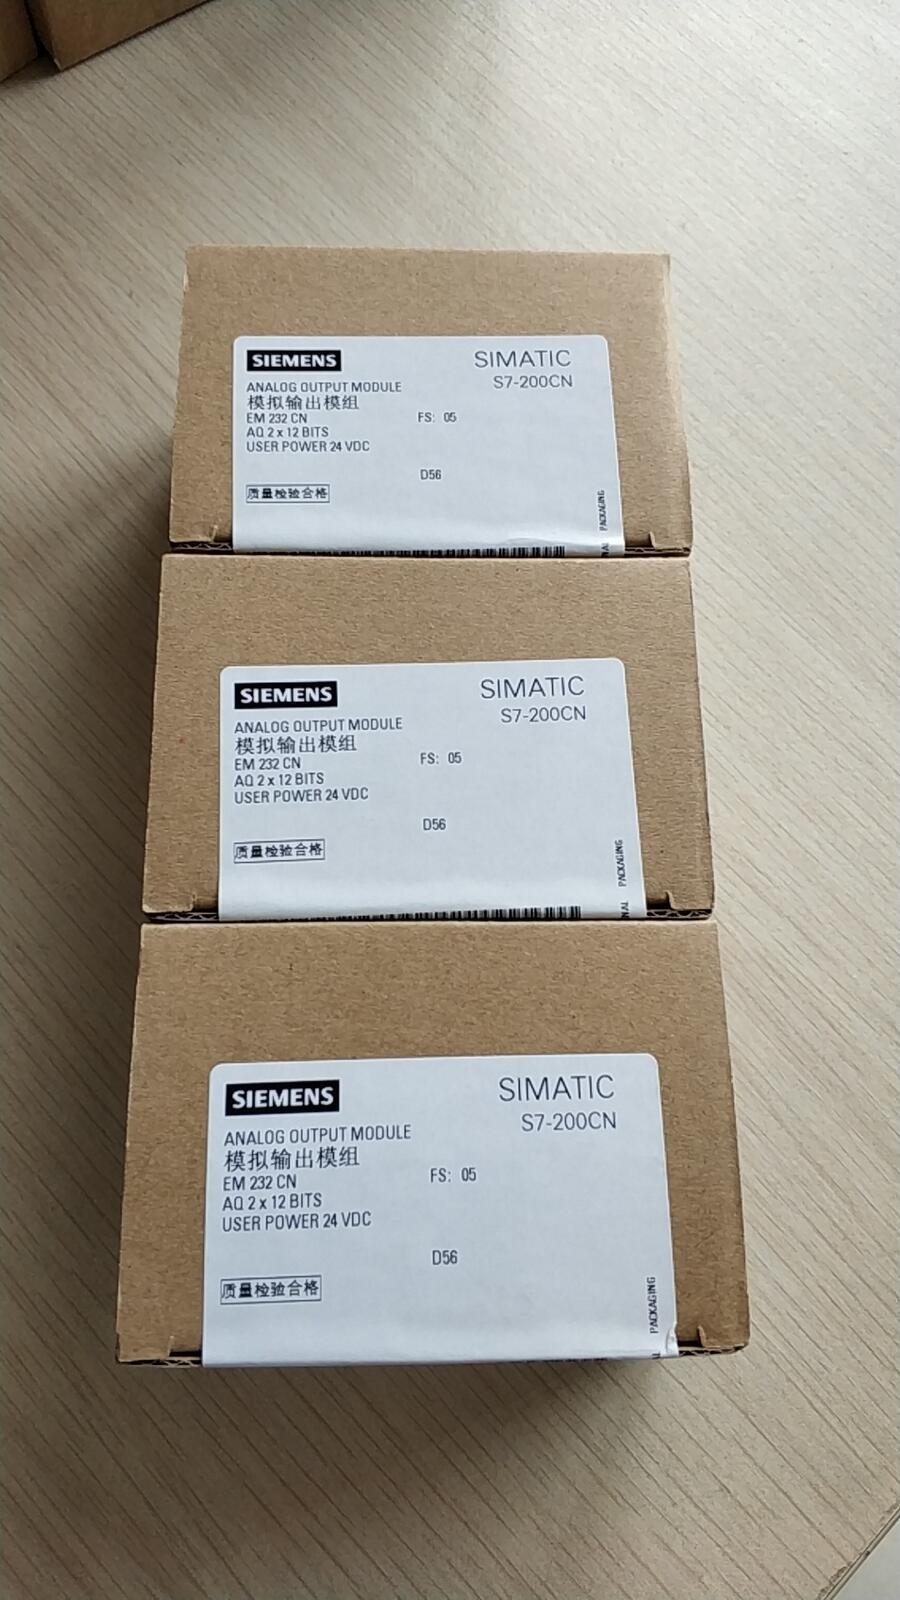 SIEMENS
SIMATIC
S7-200CN
ANALOG OUTPUT MODULE
模拟输出模组
EM 232 CN
FS: 05
AQ 2 x 12 BITS
USER POWER 24 VDC
D56
质量检验合格
PACKAGING
SIEMENS
SIMATIC
S7-200CN
ANALOG OUTPUT MODULE
模拟输出模组
EM 232 CN
FS: 05
AQ 2 x 12 BITS
USER POWER 24 VDC
D56
质量检验合格
PACKAGING
SIEMENS
SIMATIC
S7-200CN
ANALOG OUTPUT MODULE
模拟输出模组
EM 232 CN
FS: 05
AQ 2 x 12 BITS
USER POWER 24 VDC
D56
质量检验合格
PACKAGING